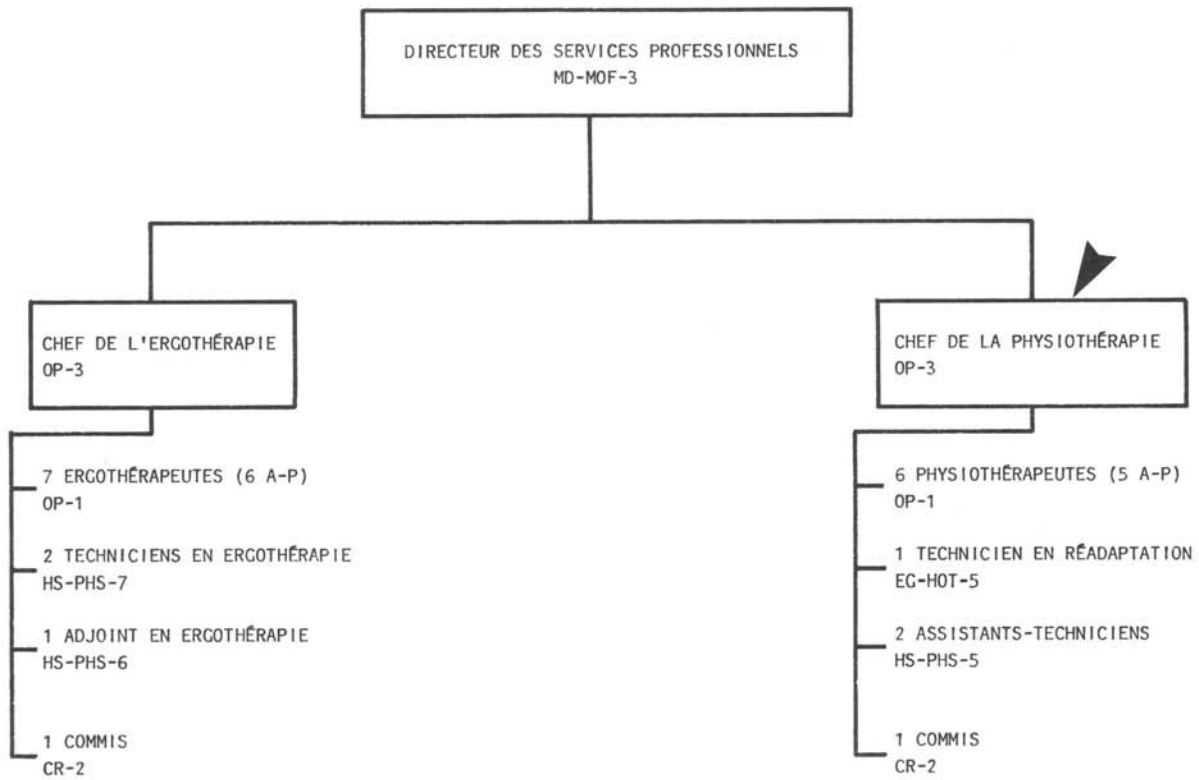 DIRECTEUR DES SERVICES PROFESSIONNELS
MD-MOF-3
CHEF DE L'ERGOTHÉRAPIE
OP-3
7 ERGOTHÉRAPEUTES (6 A-P)
OP-1
2 TECHNICIENS EN ERGOTHÉRAPIE
HS-PHS-7
1 ADJOINT EN ERGOTHÉRAPIE
HS-PHS-6
1 COMMIS
CR-2
CHEF DE LA PHYSIOTHÉRAPIE
OP-3
6 PHYSIOTHÉRAPEUTES (5 A-P)
OP-1
1 TECHNICIEN EN RÉADAPTATION
EG-HOT-5
2 ASSISTANTS-TECHNICIENS
HS-PHS-5
1 COMMIS
CR-2